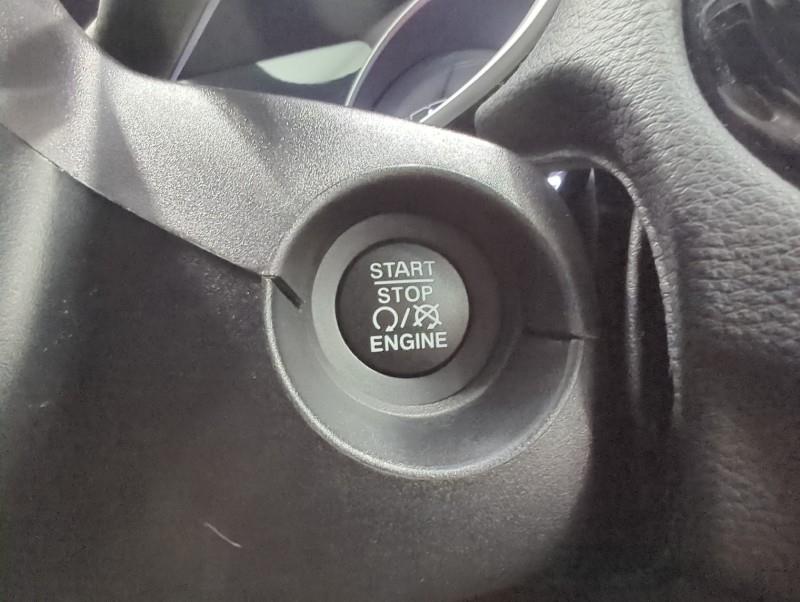 START
STOP
/
ENGINE